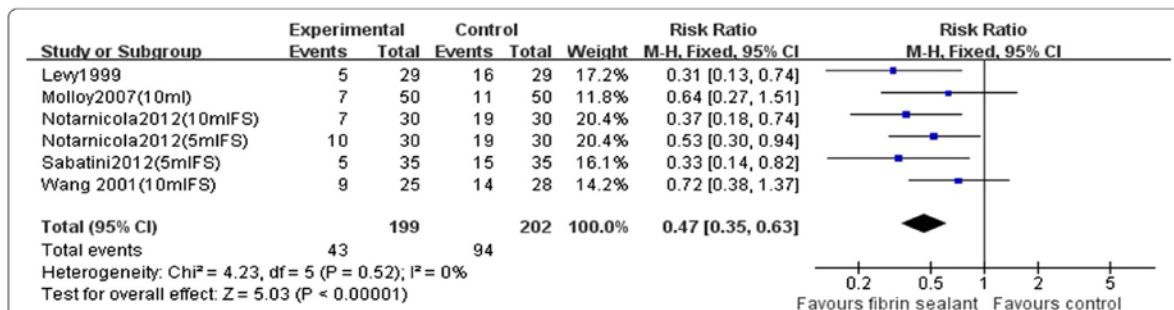 Experimental Control Risk Ratio Risk Ratio
Study or Subgroup Events Total Events Total Weight M-H, Fixed, 95% CI M-H, Fixed, 95% CI
Levy1999 5 29 16 29 17.2% 0.31 [0.13, 0.74]
Molloy2007(10ml) 7 50 11 50 11.8% 0.64 [0.27, 1.51]
Notarnicola2012(10mlFS) 7 30 19 30 20.4% 0.37 [0.18, 0.74]
Notarnicola2012(5mlFS) 10 30 19 30 20.4% 0.53 [0.30, 0.94]
Sabatini2012(5mlFS) 5 35 15 35 16.1% 0.33 [0.14, 0.82]
Wang 2001(10mlFS) 9 25 14 28 14.2% 0.72 [0.38, 1.37]
Total (95% CI) 199 202 100.0% 0.47 [0.35, 0.63]
Total events 43 94
Heterogeneity: Chi² = 4.23, df = 5 (P = 0.52); I² = 0%
Test for overall effect: Z = 5.03 (P < 0.00001)
0.2 0.5 1 2 5
Favours fibrin sealant Favours control